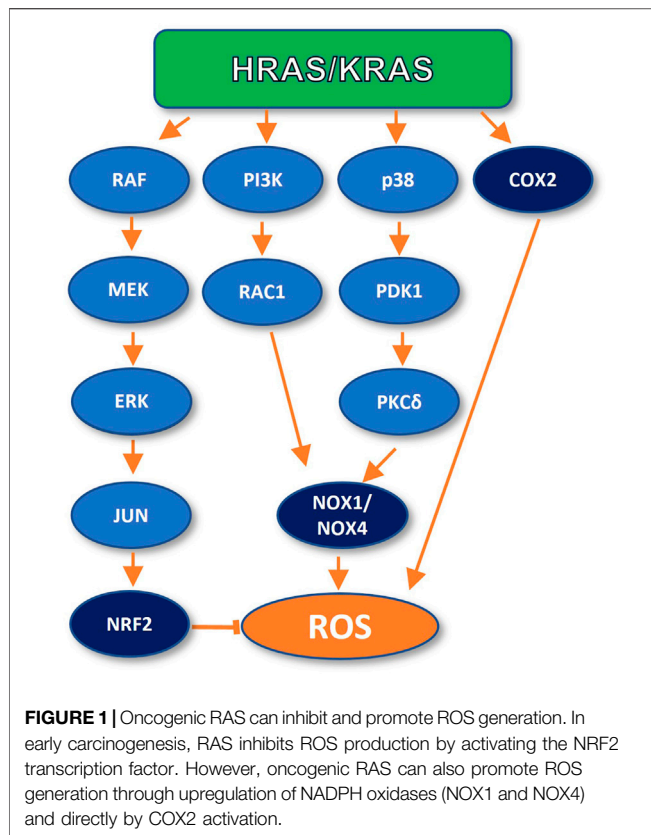 HRAS/KRAS
RAF
PI3K
p38
COX2
MEK
RAC1
PDK1
ERK
PKCδ
JUN
NOX1/
NOX4
NRF2
ROS
FIGURE 1 | Oncogenic RAS can inhibit and promote ROS generation. In
early carcinogenesis, RAS inhibits ROS production by activating the NRF2
transcription factor. However, oncogenic RAS can also promote ROS
generation through upregulation of NADPH oxidases (NOX1 and NOX4)
and directly by COX2 activation.